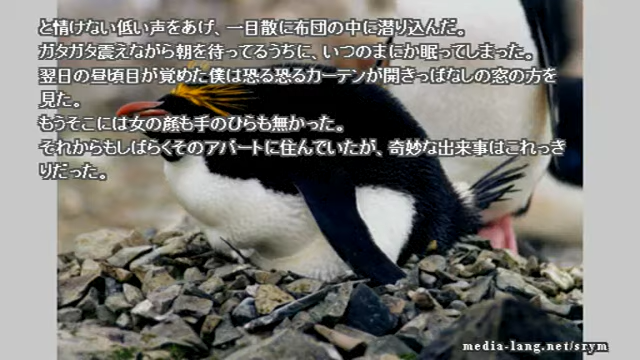 と情けない低い声をあげ、一目散に布団の中に潜り込んだ。
ガタガタ震えながら朝を待ってるうちに、いつのまにか眠ってしまった。
翌日の昼頃目が覚めた僕は恐る恐るカーテンが開きっぱなしの窓の方を
見た。
もうそこには女の顔も手のひらも無かった。
それからもしばらくそのアパートに住んでいたが、奇妙な出来事はこれっき
りだった。
media-lang.net/srym